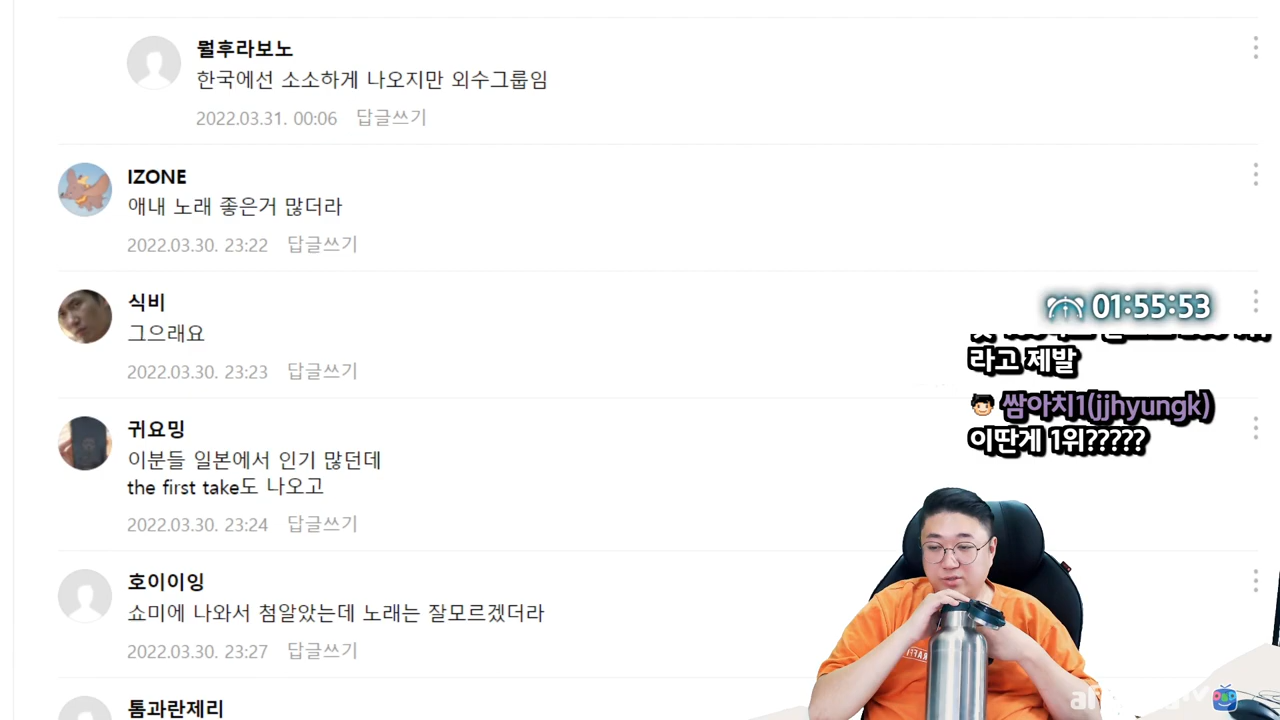 뭘후라보노
한국에선 소소하게 나오지만 외수그룹임
2022.03.31. 00:06 답글쓰기
IZONE
애내 노래 좋은거 많더라
2022.03.30. 23:22 답글쓰기
식비
그으래요
2022.03.30. 23:23 답글쓰기
귀요밍
이분들 일본에서 인기 많던데
the first take도 나오고
2022.03.30. 23:24 답글쓰기
호이이잉
쇼미에 나와서 첨알았는데 노래는 잘모르겠더라
2022.03.30. 23:27 답글쓰기
톰과란제리
01:55:53
라고 제발
쌈아치1(jjhyungk)
이딴게 1위?????